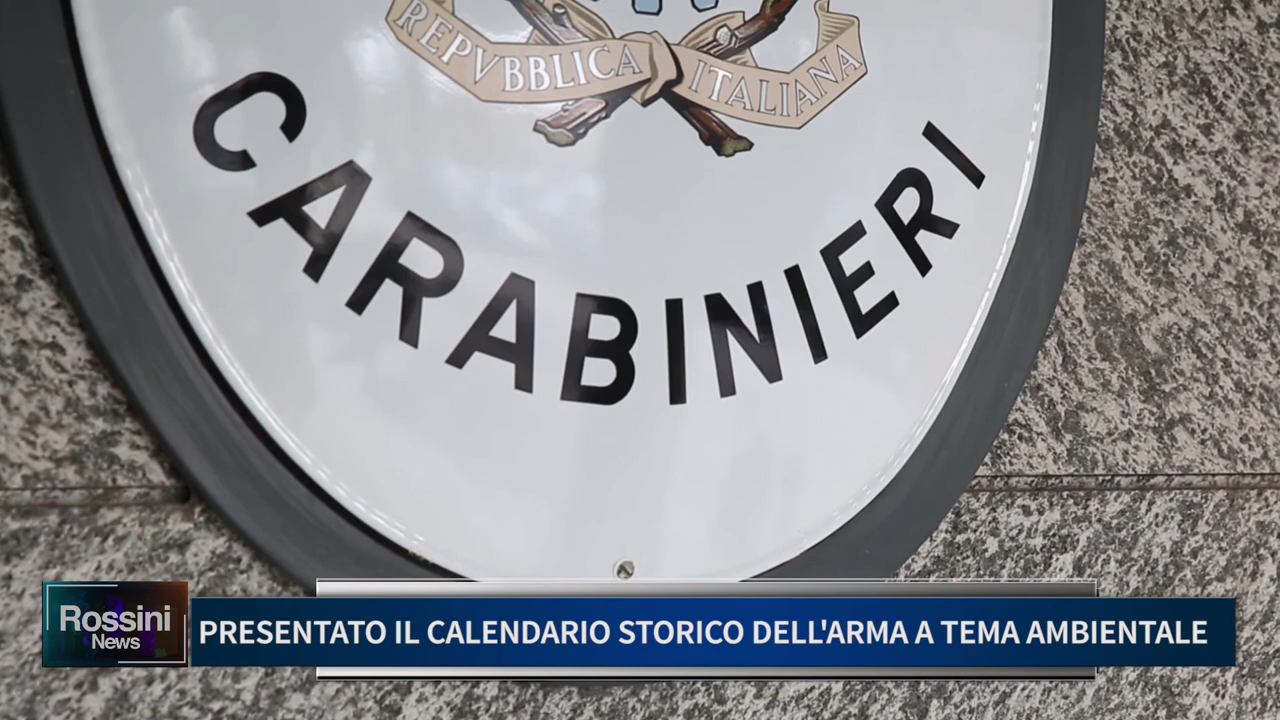 REPVBBLICA ITALIANA
CARABINIERI
Rossini
News
PRESENTATO IL CALENDARIO STORICO DELL'ARMA A TEMA AMBIENTALE